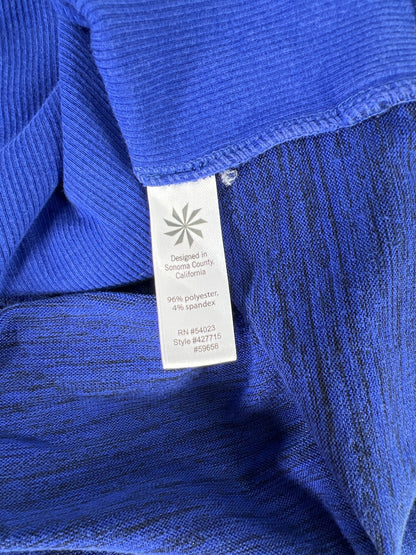 Designed in
Sonoma County,
California
96% polyester,
4% spandex
RN #54023
Style #427715
#59658